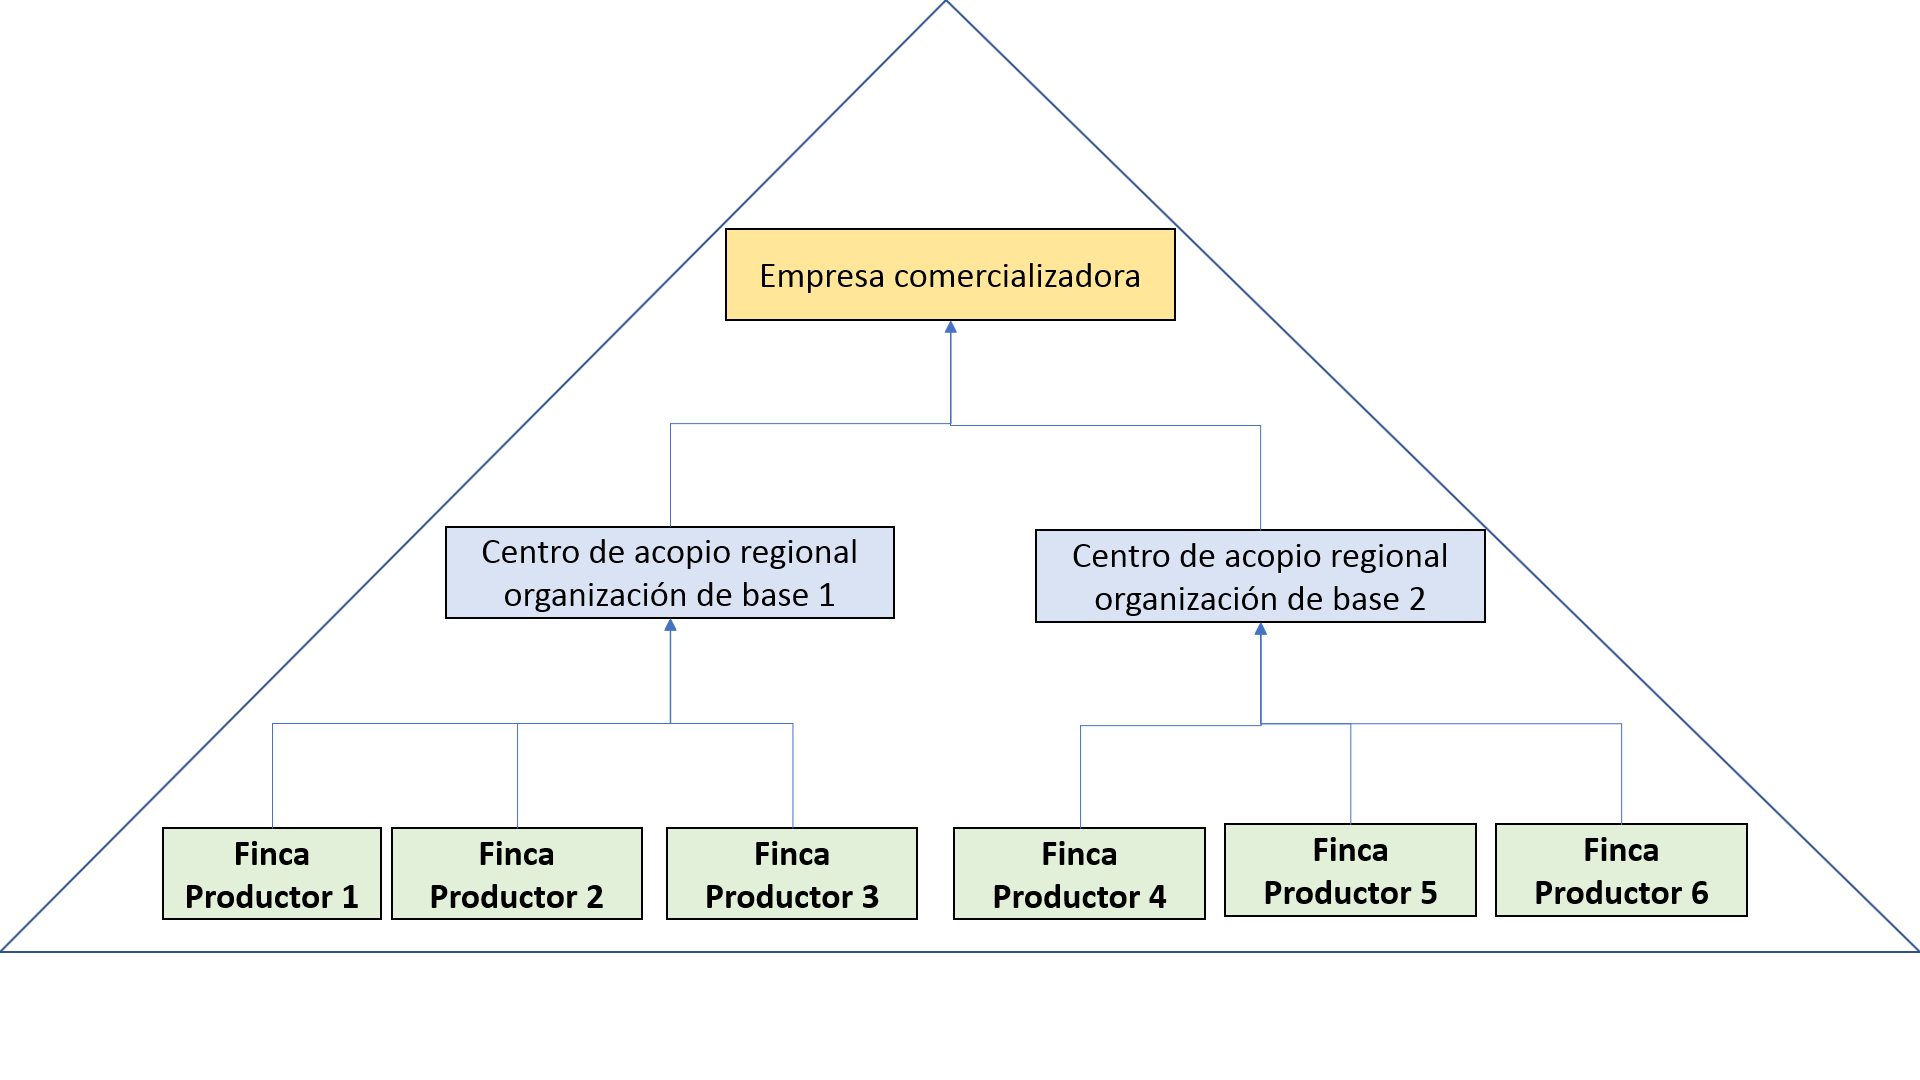 Empresa comercializadora
Centro de acopio regional
organización de base 1
Centro de acopio regional
organización de base 2
Finca
Productor 1
Finca
Productor 2
Finca
Productor 3
Finca
Productor 4
Finca
Productor 5
Finca
Productor 6